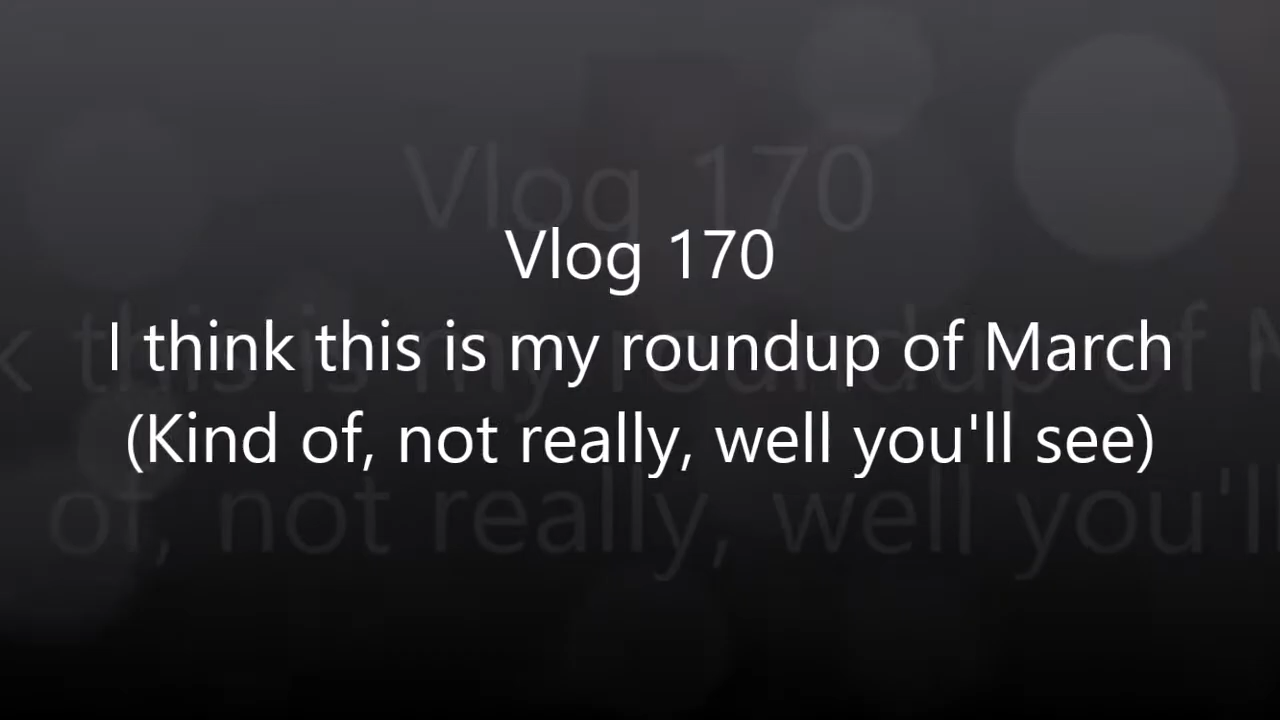 Vlog 170
I think this is my roundup of March
(Kind of, not really, well you'll see)